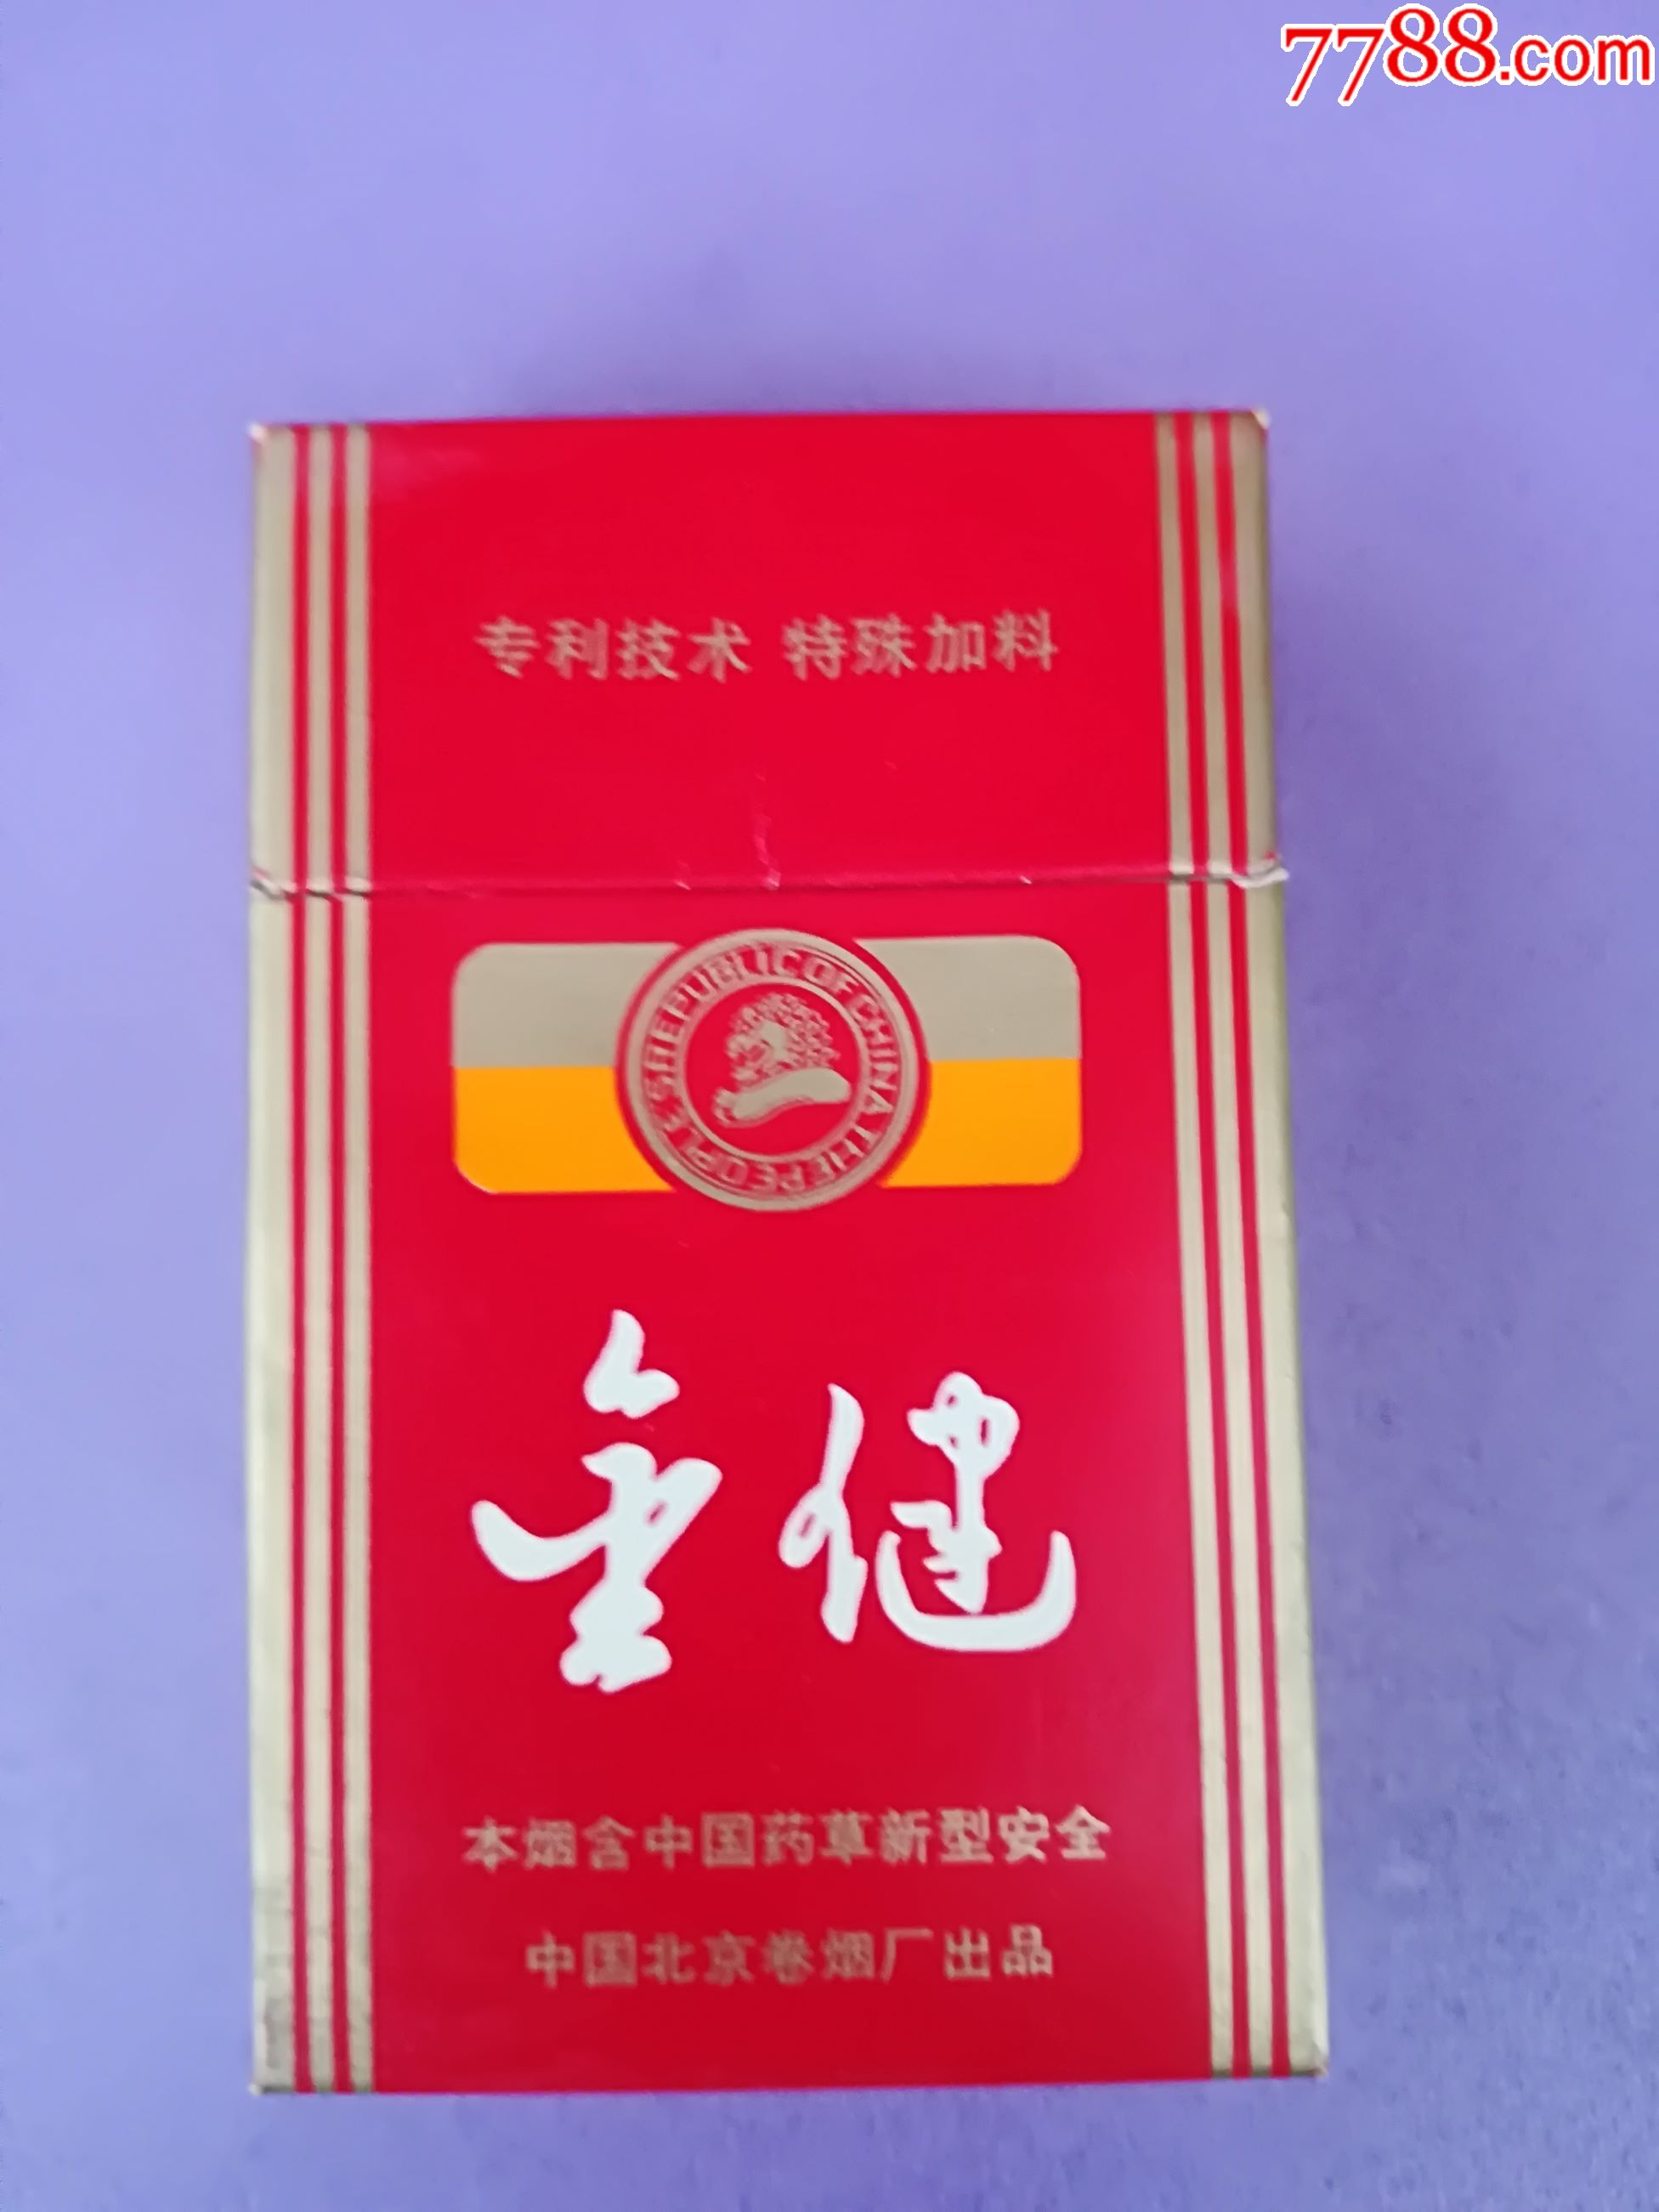 7788.com
专利技术 特殊加料
THE PEOPLE'S REPUBLIC OF CHINA
金健
本烟含中国药草新型安全
中国北京卷烟厂出品